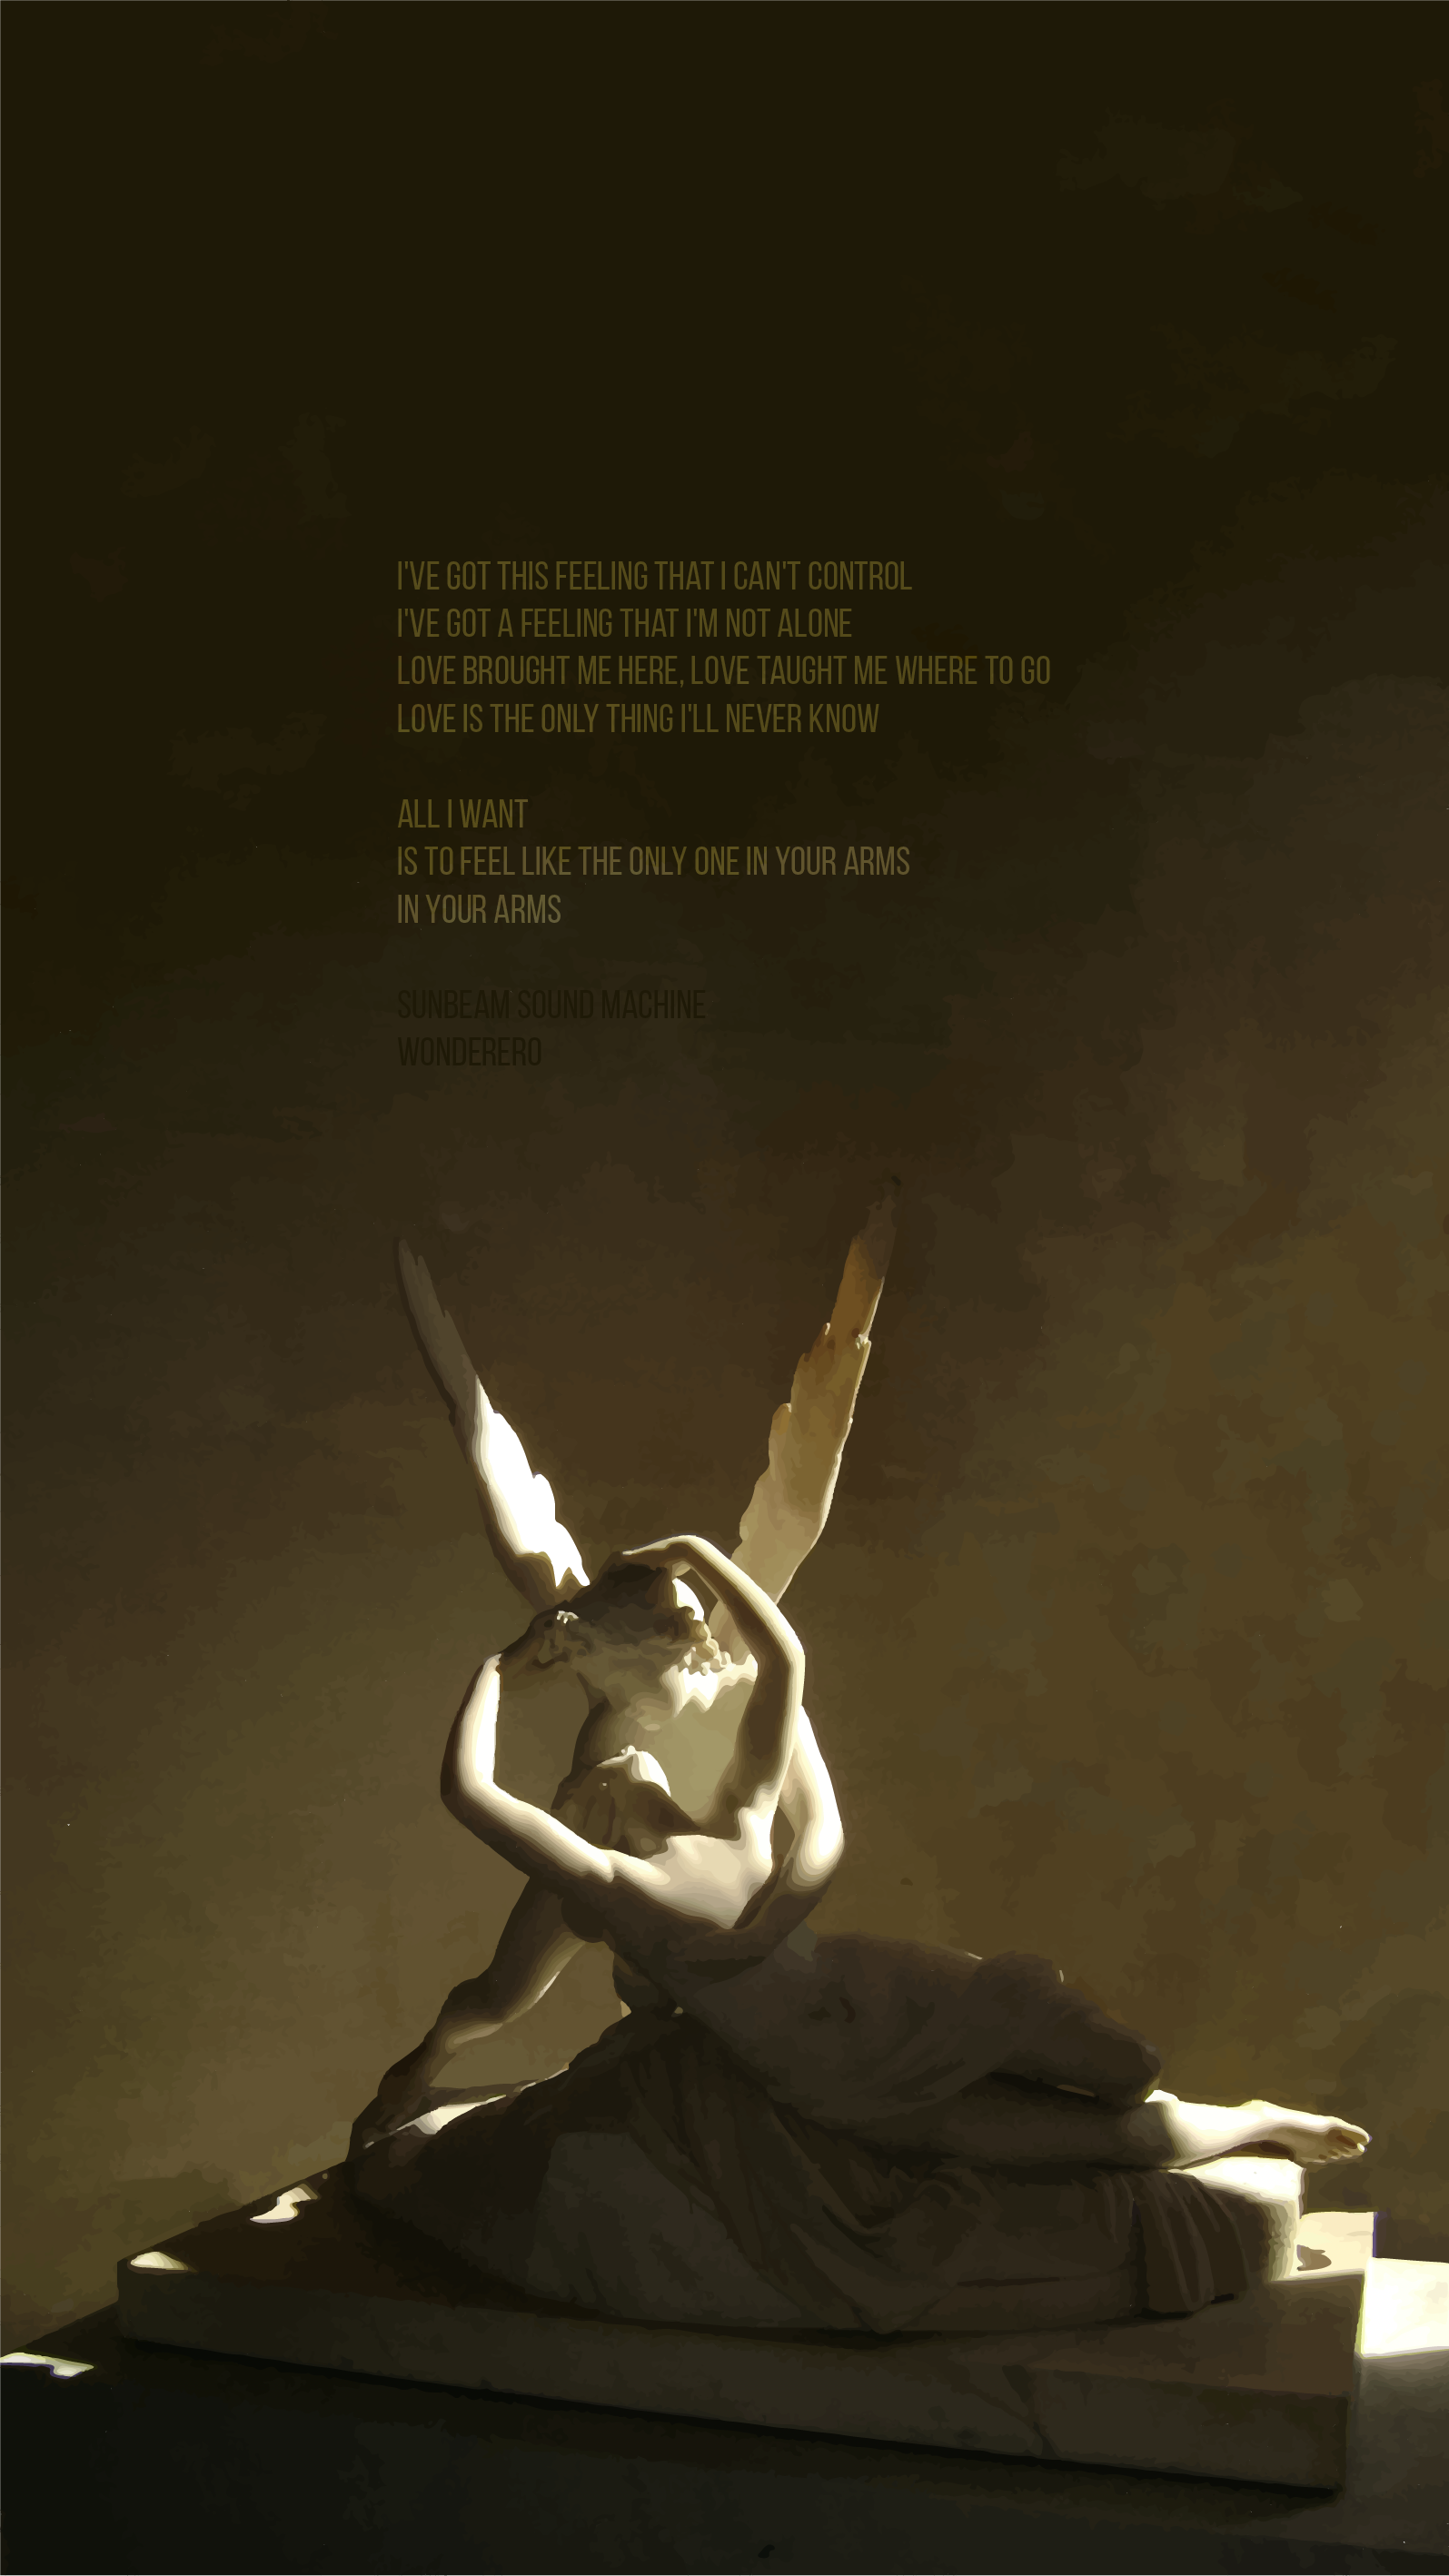 I'VE GOT THIS FEELING THAT I CAN'T CONTROL
I'VE GOT A FEELING THAT I'M NOT ALONE
LOVE BROUGHT ME HERE, LOVE TAUGHT ME WHERE TO GO
LOVE IS THE ONLY THING I'LL NEVER KNOW
ALL I WANT
IS TO FEEL LIKE THE ONLY ONE IN YOUR ARMS
IN YOUR ARMS
SUNBEAM SOUND MACHINE
WONDERERO